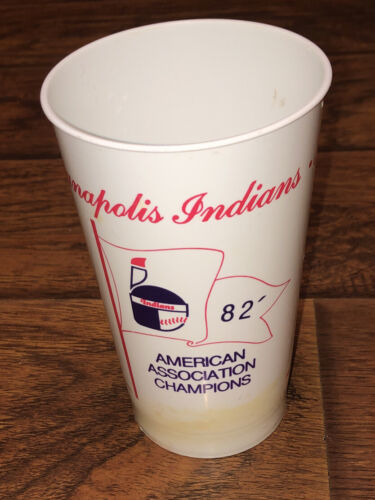 napolis Indians '
Indians
82'
AMERICAN
ASSOCIATION
CHAMPIONS